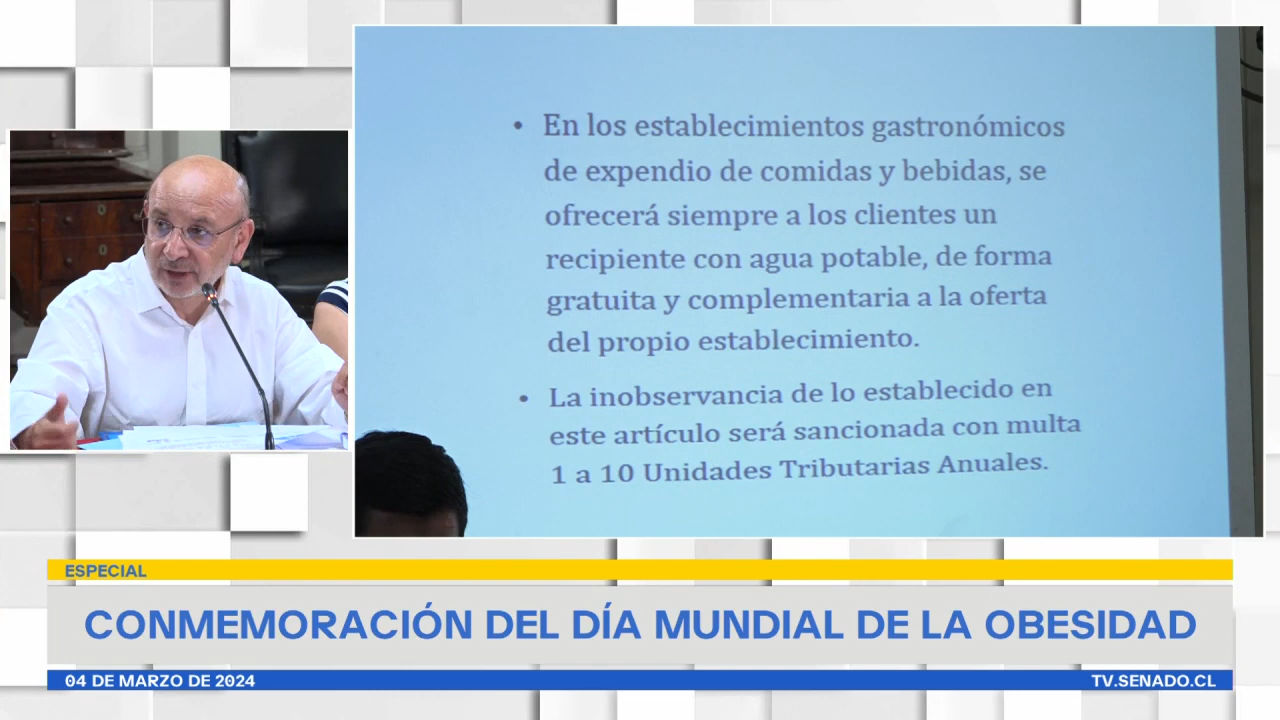 • En los establecimientos gastronómicos
de expendio de comidas y bebidas, se
ofrecerá siempre a los clientes un
recipiente con agua potable, de forma
gratuita y complementaria a la oferta
del propio establecimiento.
• La inobservancia de lo establecido en
este artículo será sancionada con multa
1 a 10 Unidades Tributarias Anuales.
ESPECIAL
CONMEMORACIÓN DEL DÍA MUNDIAL DE LA OBESIDAD
04 DE MARZO DE 2024
TV.SENADO.CL